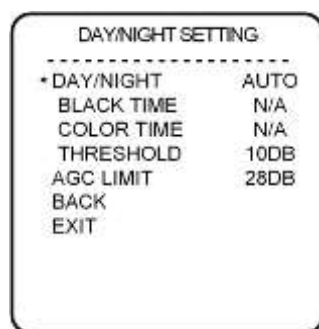 DAY/NIGHT SETTING
* DAY/NIGHT AUTO
BLACK TIME N/A
COLOR TIME N/A
THRESHOLD 10DB
AGC LIMIT 28DB
BACK
EXIT